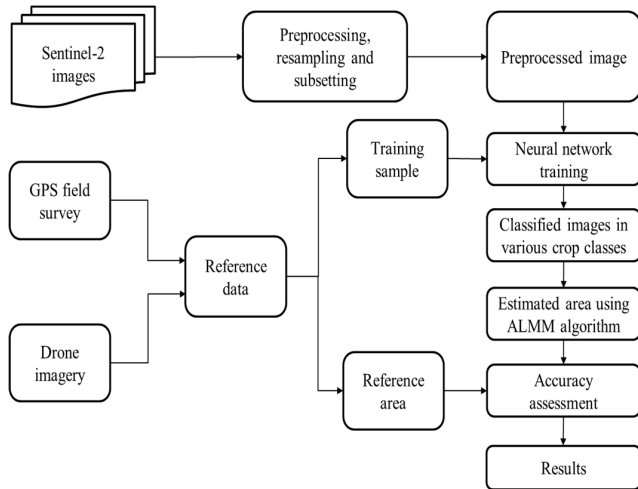 Sentinel-2
images
Preprocessing,
resampling and
subsetting
Preprocessed image
Training
sample
Neural network
training
GPS field
survey
Classified images in
various crop classes
Reference
data
Estimated area using
ALMM algorithm
Drone
imagery
Reference
area
Accuracy
assessment
Results